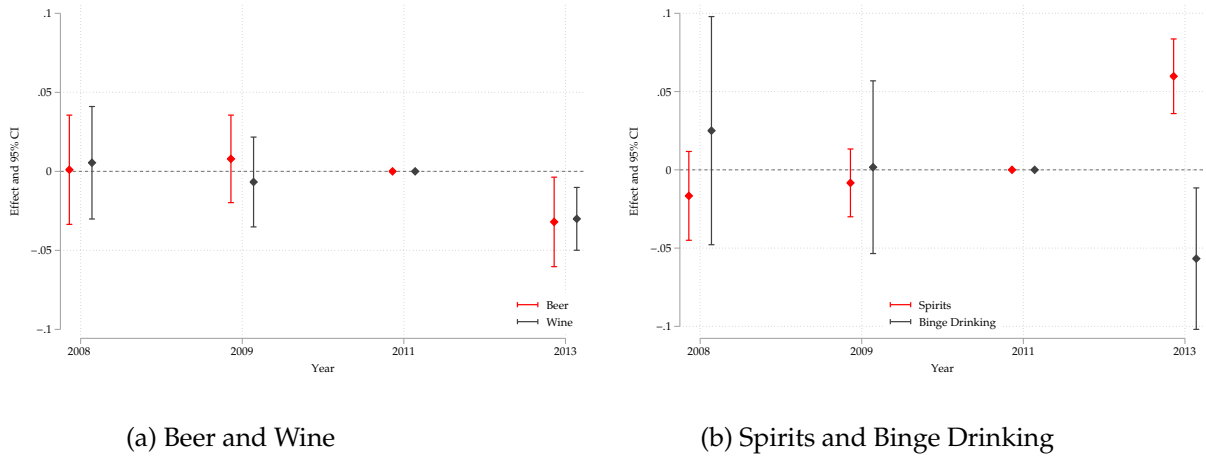 .1
.05
0
−.05
−.1
Effect and 95% CI
Beer
Wine
2008
2009
2011
2013
Year
(a) Beer and Wine
.1
.05
0
−.05
−.1
Effect and 95% CI
Spirits
Binge Drinking
2008
2009
2011
2013
Year
(b) Spirits and Binge Drinking